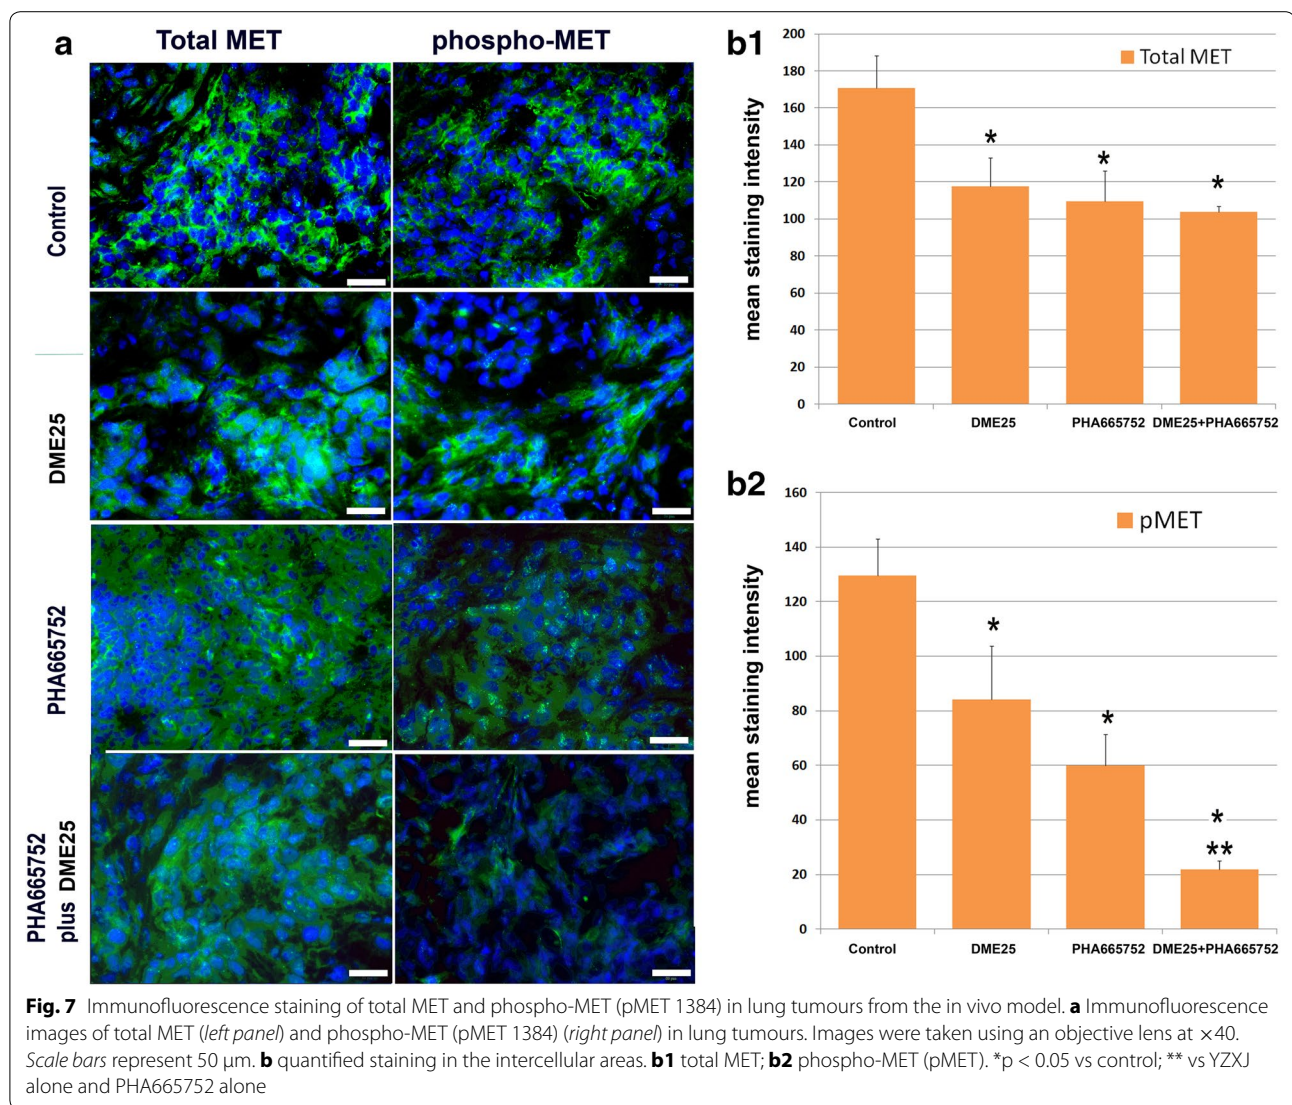 a
Total MET
phospho-MET
Control
DME25
PHA665752
PHA665752
plus DME25
b1
Total MET
mean staining intensity
200
180
160
140
120
100
80
60
40
20
0
*
*
*
Control
DME25
PHA665752
DME25+PHA665752
b2
pMET
mean staining intensity
160
140
120
100
80
60
40
20
0
*
*
*
**
Control
DME25
PHA665752
DME25+PHA665752
Fig. 7 Immunofluorescence staining of total MET and phospho-MET (pMET 1384) in lung tumours from the in vivo model. a Immunofluorescence
images of total MET (left panel) and phospho-MET (pMET 1384) (right panel) in lung tumours. Images were taken using an objective lens at ×40.
Scale bars represent 50 µm. b quantified staining in the intercellular areas. b1 total MET; b2 phospho-MET (pMET). *p < 0.05 vs control; ** vs YZXJ
alone and PHA665752 alone